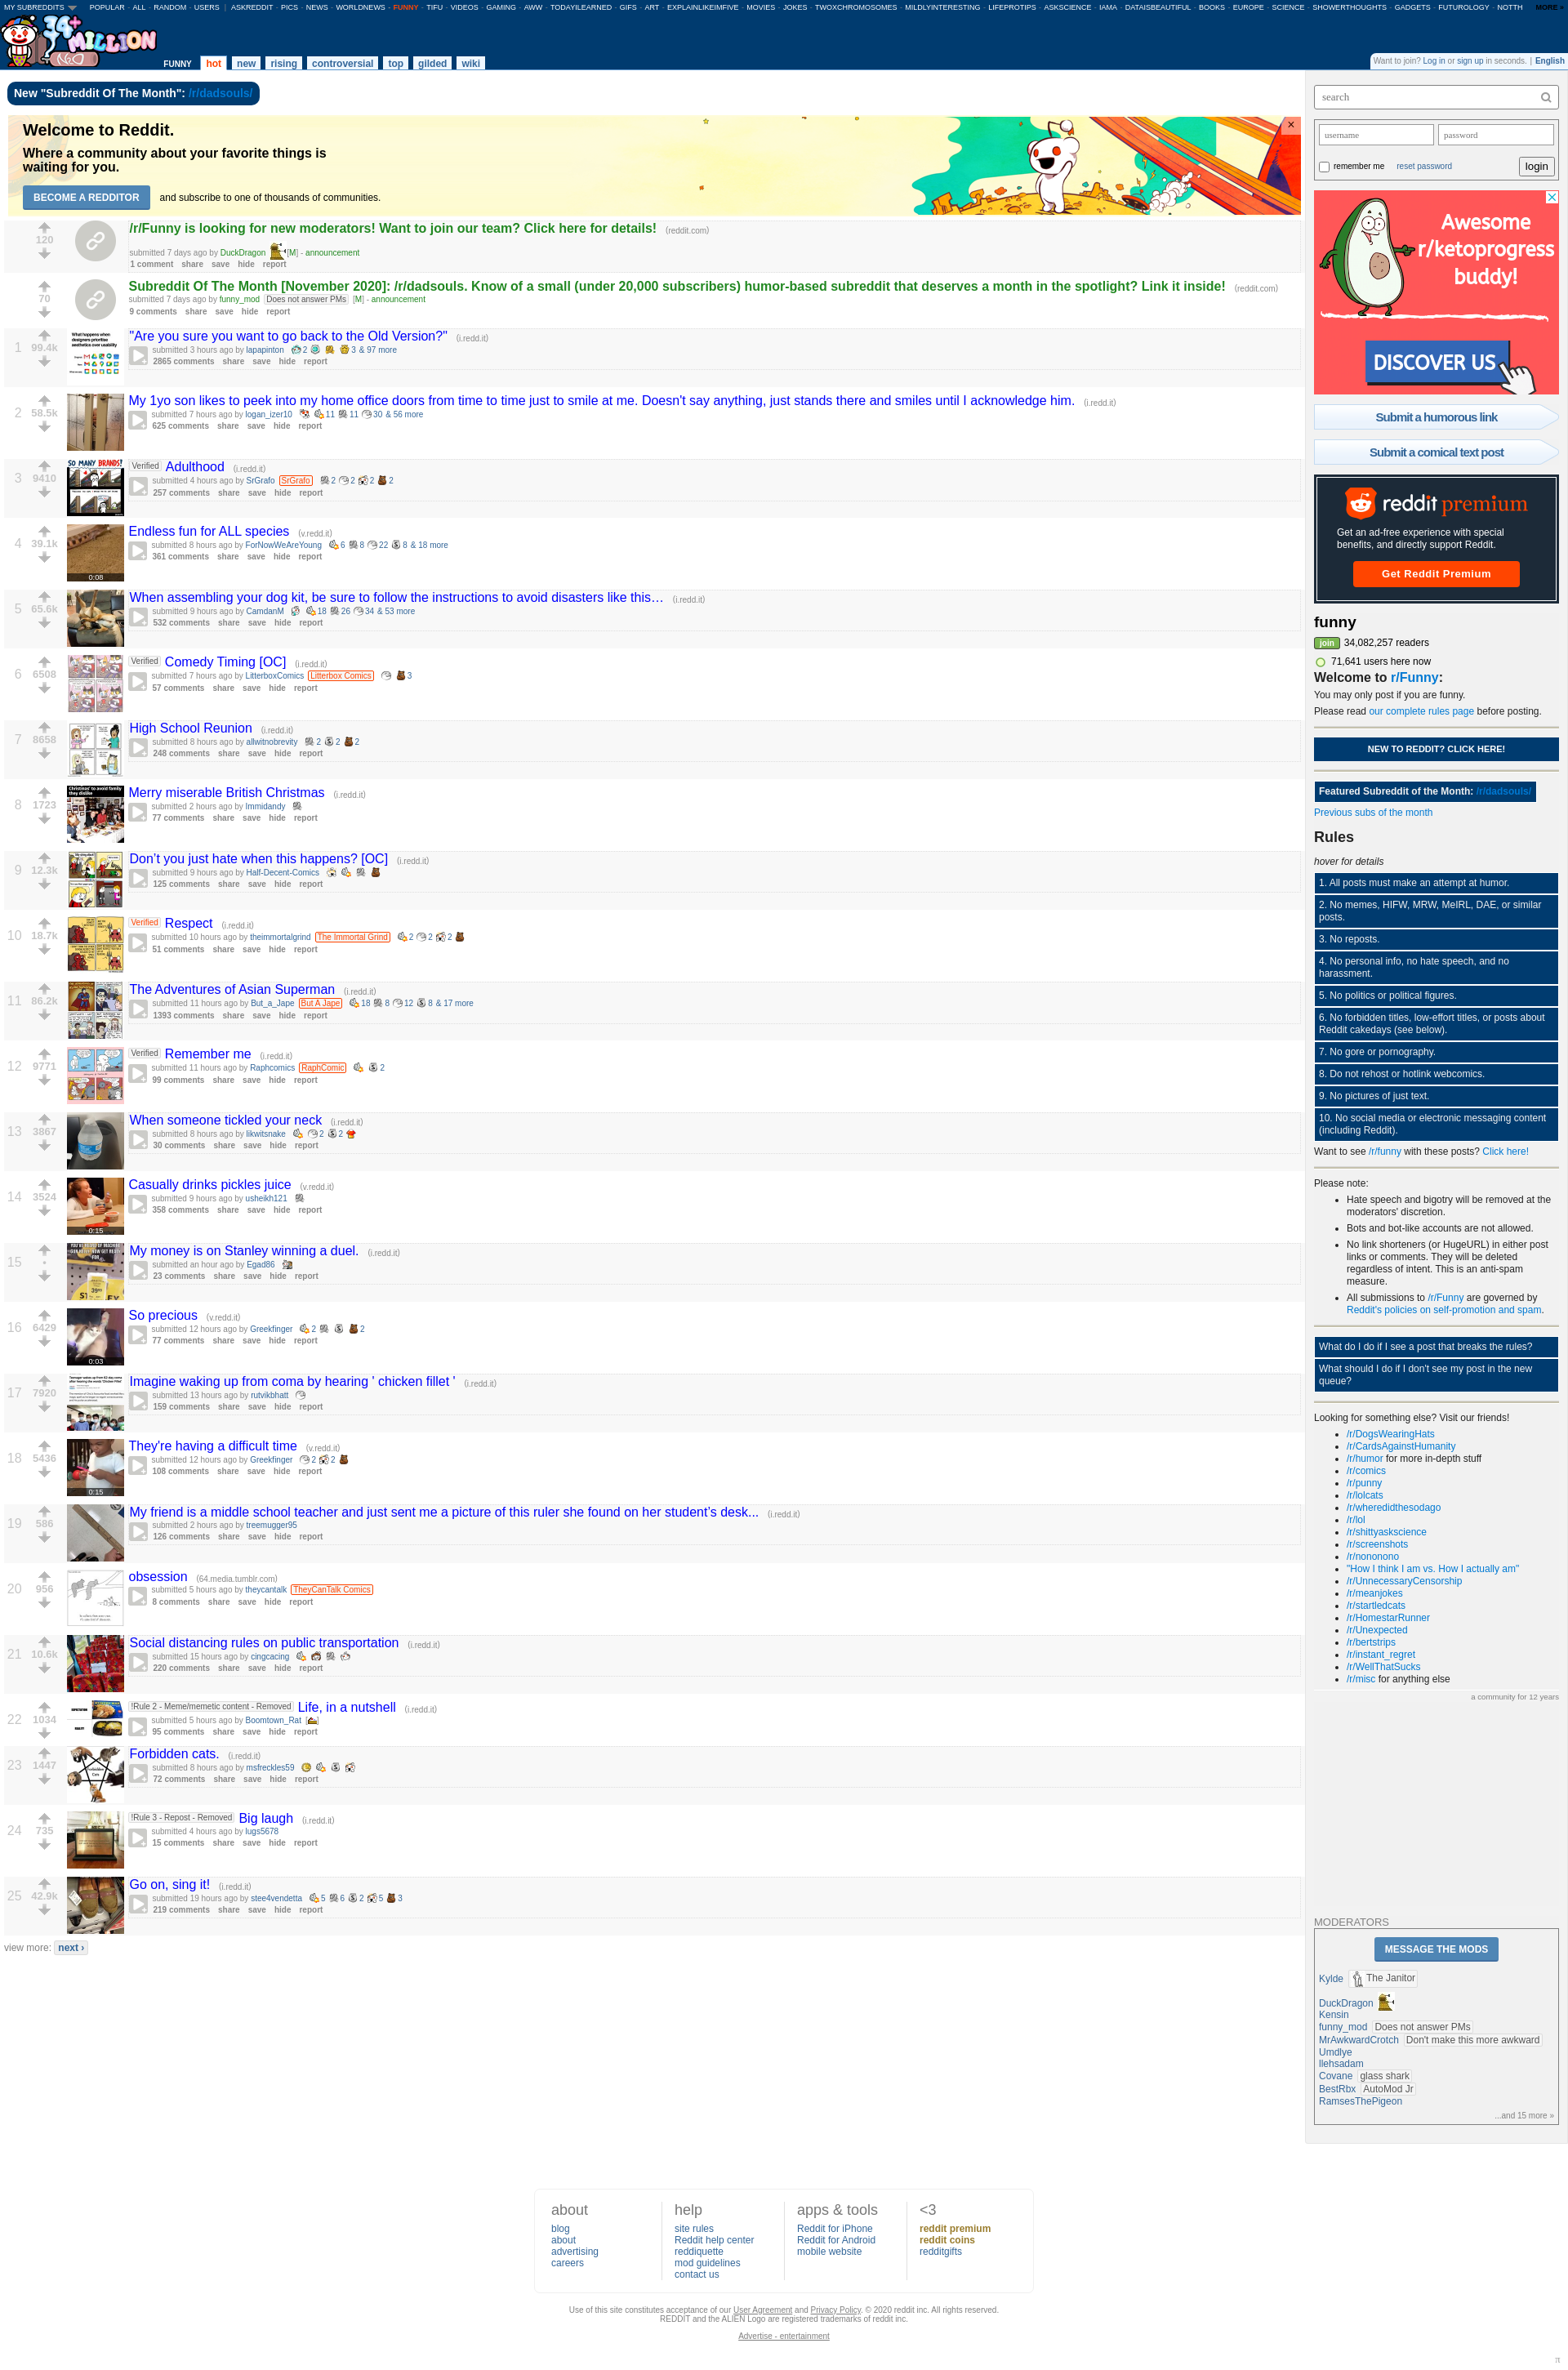 MY SUBREDDITS POPULAR - ALL - RANDOM - USERS | ASKREDDIT - PICS - NEWS - MOVIES - WORLDNEWS - FUNNY - TIFU - VIDEOS - GAMING - AWW - TODAYILEARNED - GIFS - ART - EXPLAINLIKEIMFIVE - MOVIES - JOKES - TWOXCHROMOSOMES - MILDLYINTERESTING - LIFEPROTIPS - ASKSCIENCE - IAMA - DATAISBEAUTIFUL - BOOKS - EUROPE - SCIENCE - SHOWERTHOUGHTS - GADGETS - FUTUROLOGY - NOTTH MORE »
34+ MILLION
FUNNY hot new rising controversial top gilded wiki
Want to join? Log in or sign up in seconds. | English
New "Subreddit Of The Month": /r/dadsouls/
Welcome to Reddit.
Where a community about your favorite things is
waiting for you.
BECOME A REDDITOR and subscribe to one of thousands of communities.
120
/r/Funny is looking for new moderators! Want to join our team? Click here for details! (reddit.com)
submitted 7 days ago by DuckDragon [M] - announcement
1 comment share save hide report
70
Subreddit Of The Month [November 2020]: /r/dadsouls. Know of a small (under 20,000 subscribers) humor-based subreddit that deserves a month in the spotlight? Link it inside! (reddit.com)
submitted 7 days ago by funny_mod Does not answer PMs [M] - announcement
9 comments share save hide report
1 99.4k
What happens when designers prioritise aesthetics over usability
"Are you sure you want to go back to the Old Version?" (i.redd.it)
submitted 3 hours ago by lapapinton 2 3 & 97 more
2865 comments share save hide report
2 58.5k
My 1yo son likes to peek into my home office doors from time to time just to smile at me. Doesn't say anything, just stands there and smiles until I acknowledge him. (i.redd.it)
submitted 7 hours ago by logan_izer10 11 11 30 & 56 more
625 comments share save hide report
3 9410
SO MANY BRANDS!
Verified Adulthood (i.redd.it)
submitted 4 hours ago by SrGrafo SrGrafo 2 2 2 2
257 comments share save hide report
4 39.1k
0:08
Endless fun for ALL species (v.redd.it)
submitted 8 hours ago by ForNowWeAreYoung 6 8 22 8 & 18 more
361 comments share save hide report
5 65.6k
When assembling your dog kit, be sure to follow the instructions to avoid disasters like this… (i.redd.it)
submitted 9 hours ago by CamdanM 18 26 34 & 53 more
532 comments share save hide report
6 6508
Verified Comedy Timing [OC] (i.redd.it)
submitted 7 hours ago by LitterboxComics Litterbox Comics 3
57 comments share save hide report
7 8658
High School Reunion (i.redd.it)
submitted 8 hours ago by allwitnobrevity 2 2 2
248 comments share save hide report
8 1723
Christmas' to avoid family they dislike
Merry miserable British Christmas (i.redd.it)
submitted 2 hours ago by Immidandy
77 comments share save hide report
9 12.3k
Don't you just hate when this happens? [OC] (i.redd.it)
submitted 9 hours ago by Half-Decent-Comics
125 comments share save hide report
10 18.7k
Verified Respect (i.redd.it)
submitted 10 hours ago by theimmortalgrind The Immortal Grind 2 2 2
51 comments share save hide report
11 86.2k
The Adventures of Asian Superman (i.redd.it)
submitted 11 hours ago by But_a_Jape But A Jape 18 8 12 8 & 17 more
1393 comments share save hide report
12 9771
Verified Remember me (i.redd.it)
submitted 11 hours ago by Raphcomics RaphComic 2
99 comments share save hide report
13 3867
When someone tickled your neck (i.redd.it)
submitted 8 hours ago by likwitsnake 2 2
30 comments share save hide report
14 3524
0:15
Casually drinks pickles juice (v.redd.it)
submitted 9 hours ago by usheikh121
358 comments share save hide report
15 •
My money is on Stanley winning a duel. (i.redd.it)
submitted an hour ago by Egad86
23 comments share save hide report
16 6429
0:03
So precious (v.redd.it)
submitted 12 hours ago by Greekfinger 2 2
77 comments share save hide report
17 7920
Imagine waking up from coma by hearing ' chicken fillet ' (i.redd.it)
submitted 13 hours ago by rutvikbhatt
159 comments share save hide report
18 5436
0:15
They're having a difficult time (v.redd.it)
submitted 12 hours ago by Greekfinger 2 2
108 comments share save hide report
19 586
My friend is a middle school teacher and just sent me a picture of this ruler she found on her student's desk... (i.redd.it)
submitted 2 hours ago by treemugger95
126 comments share save hide report
20 956
obsession (64.media.tumblr.com)
submitted 5 hours ago by theycantalk TheyCanTalk Comics
8 comments share save hide report
21 10.6k
Social distancing rules on public transportation (i.redd.it)
submitted 15 hours ago by cingcacing
220 comments share save hide report
22 1034
!Rule 2 - Meme/memetic content - Removed Life, in a nutshell (i.redd.it)
submitted 5 hours ago by Boomtown_Rat
95 comments share save hide report
23 1447
Forbidden cats. (i.redd.it)
submitted 8 hours ago by msfreckles59
72 comments share save hide report
24 735
!Rule 3 - Repost - Removed Big laugh (i.redd.it)
submitted 4 hours ago by lugs5678
15 comments share save hide report
25 42.9k
Go on, sing it! (i.redd.it)
submitted 19 hours ago by stee4vendetta 5 6 2 5 3
219 comments share save hide report
view more: next ›
search
username password
remember me reset password login
Awesome
r/ketoprogress
buddy!
DISCOVER US
Submit a humorous link
Submit a comical text post
reddit premium
Get an ad-free experience with special
benefits, and directly support Reddit.
Get Reddit Premium
funny
join 34,082,257 readers
71,641 users here now
Welcome to r/Funny:
You may only post if you are funny.
Please read our complete rules page before posting.
NEW TO REDDIT? CLICK HERE!
Featured Subreddit of the Month: /r/dadsouls/
Previous subs of the month
Rules
hover for details
1. All posts must make an attempt at humor.
2. No memes, HIFW, MRW, MeIRL, DAE, or similar
posts.
3. No reposts.
4. No personal info, no hate speech, and no
harassment.
5. No politics or political figures.
6. No forbidden titles, low-effort titles, or posts about
Reddit cakedays (see below).
7. No gore or pornography.
8. Do not rehost or hotlink webcomics.
9. No pictures of just text.
10. No social media or electronic messaging content
(including Reddit).
Want to see /r/funny with these posts? Click here!
Please note:
Hate speech and bigotry will be removed at the
moderators' discretion.
Bots and bot-like accounts are not allowed.
No link shorteners (or HugeURL) in either post
links or comments. They will be deleted
regardless of intent. This is an anti-spam
measure.
All submissions to /r/Funny are governed by
Reddit's policies on self-promotion and spam.
What do I do if I see a post that breaks the rules?
What should I do if I don't see my post in the new
queue?
Looking for something else? Visit our friends!
/r/DogsWearingHats
/r/CardsAgainstHumanity
/r/humor for more in-depth stuff
/r/comics
/r/punny
/r/lolcats
/r/wheredidthesodago
/r/lol
/r/shittyaskscience
/r/screenshots
/r/nononono
"How I think I am vs. How I actually am"
/r/UnnecessaryCensorship
/r/meanjokes
/r/startledcats
/r/HomestarRunner
/r/Unexpected
/r/bertstrips
/r/instant_regret
/r/WellThatSucks
/r/misc for anything else
a community for 12 years
MODERATORS
MESSAGE THE MODS
Kylde The Janitor
DuckDragon
Kensin
funny_mod Does not answer PMs
MrAwkwardCrotch Don't make this more awkward
Umdlye
llehsadam
Covane glass shark
BestRbx AutoMod Jr
RamsesThePigeon
...and 15 more »
about
blog
about
advertising
careers
help
site rules
Reddit help center
reddiquette
mod guidelines
contact us
apps & tools
Reddit for iPhone
Reddit for Android
mobile website
<3
reddit premium
reddit coins
redditgifts
Use of this site constitutes acceptance of our User Agreement and Privacy Policy. © 2020 reddit inc. All rights reserved.
REDDIT and the ALIEN Logo are registered trademarks of reddit inc.
Advertise - entertainment